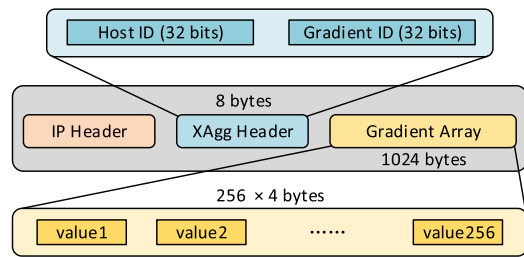 Host ID (32 bits) Gradient ID (32 bits)
8 bytes
IP Header XAgg Header Gradient Array
1024 bytes
256 × 4 bytes
value1 value2 …… value256